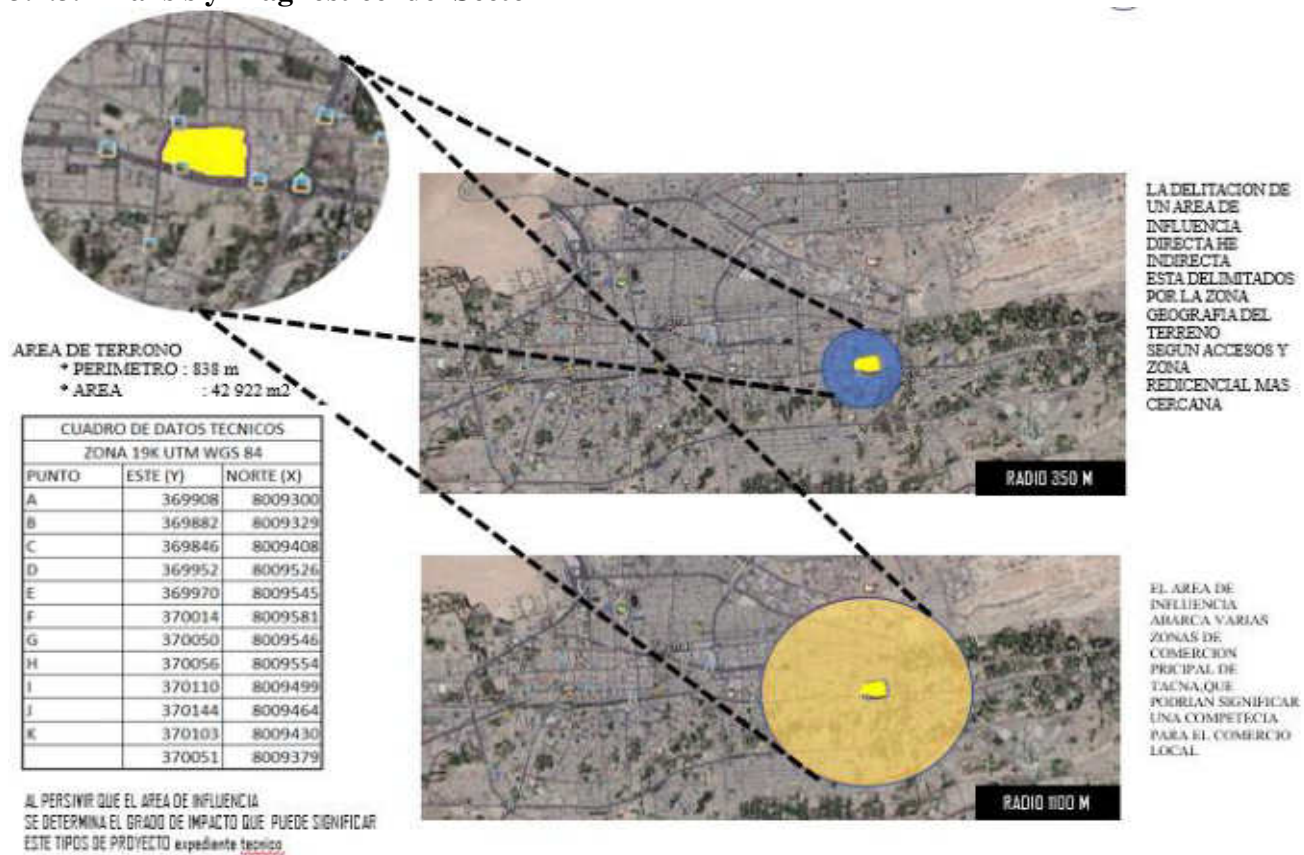 LA DELITACION DE
UN AREA DE
INFLUENCIA
DIRECTA HE
INDIRECTA
ESTA DELIMITADOS
POR LA ZONA
GEOGRAFIA DEL
TERRENO
SEGUN ACCESOS Y
ZONA
REDICENCIAL MAS
CERCANA
RADIO 350 M
AREA DE TERRONO
* PERIMETRO : 838 m
* AREA : 42 922 m2
CUADRO DE DATOS TECNICOS
ZONA 19K UTM WGS 84
PUNTO ESTE (Y) NORTE (X)
A 369908 8009300
B 369882 8009329
C 369846 8009408
D 369952 8009526
E 369970 8009545
F 370014 8009581
G 370050 8009546
H 370056 8009554
I 370110 8009499
J 370144 8009464
K 370103 8009430
370051 8009379
EL AREA DE
INFLUENCIA
ABARCA VARIAS
ZONAS DE
COMERCION
PRICIPAL DE
TACNA,QUE
PODRIAN SIGNIFICAR
UNA COMPETECIA
PARA EL COMERCIO
LOCAL.
RADIO 1100 M
AL PERSIVIR QUE EL AREA DE INFLUENCIA
SE DETERMINA EL GRADO DE IMPACTO QUE PUEDE SIGNIFICAR
ESTE TIPOS DE PROYECTO expediente tecnico